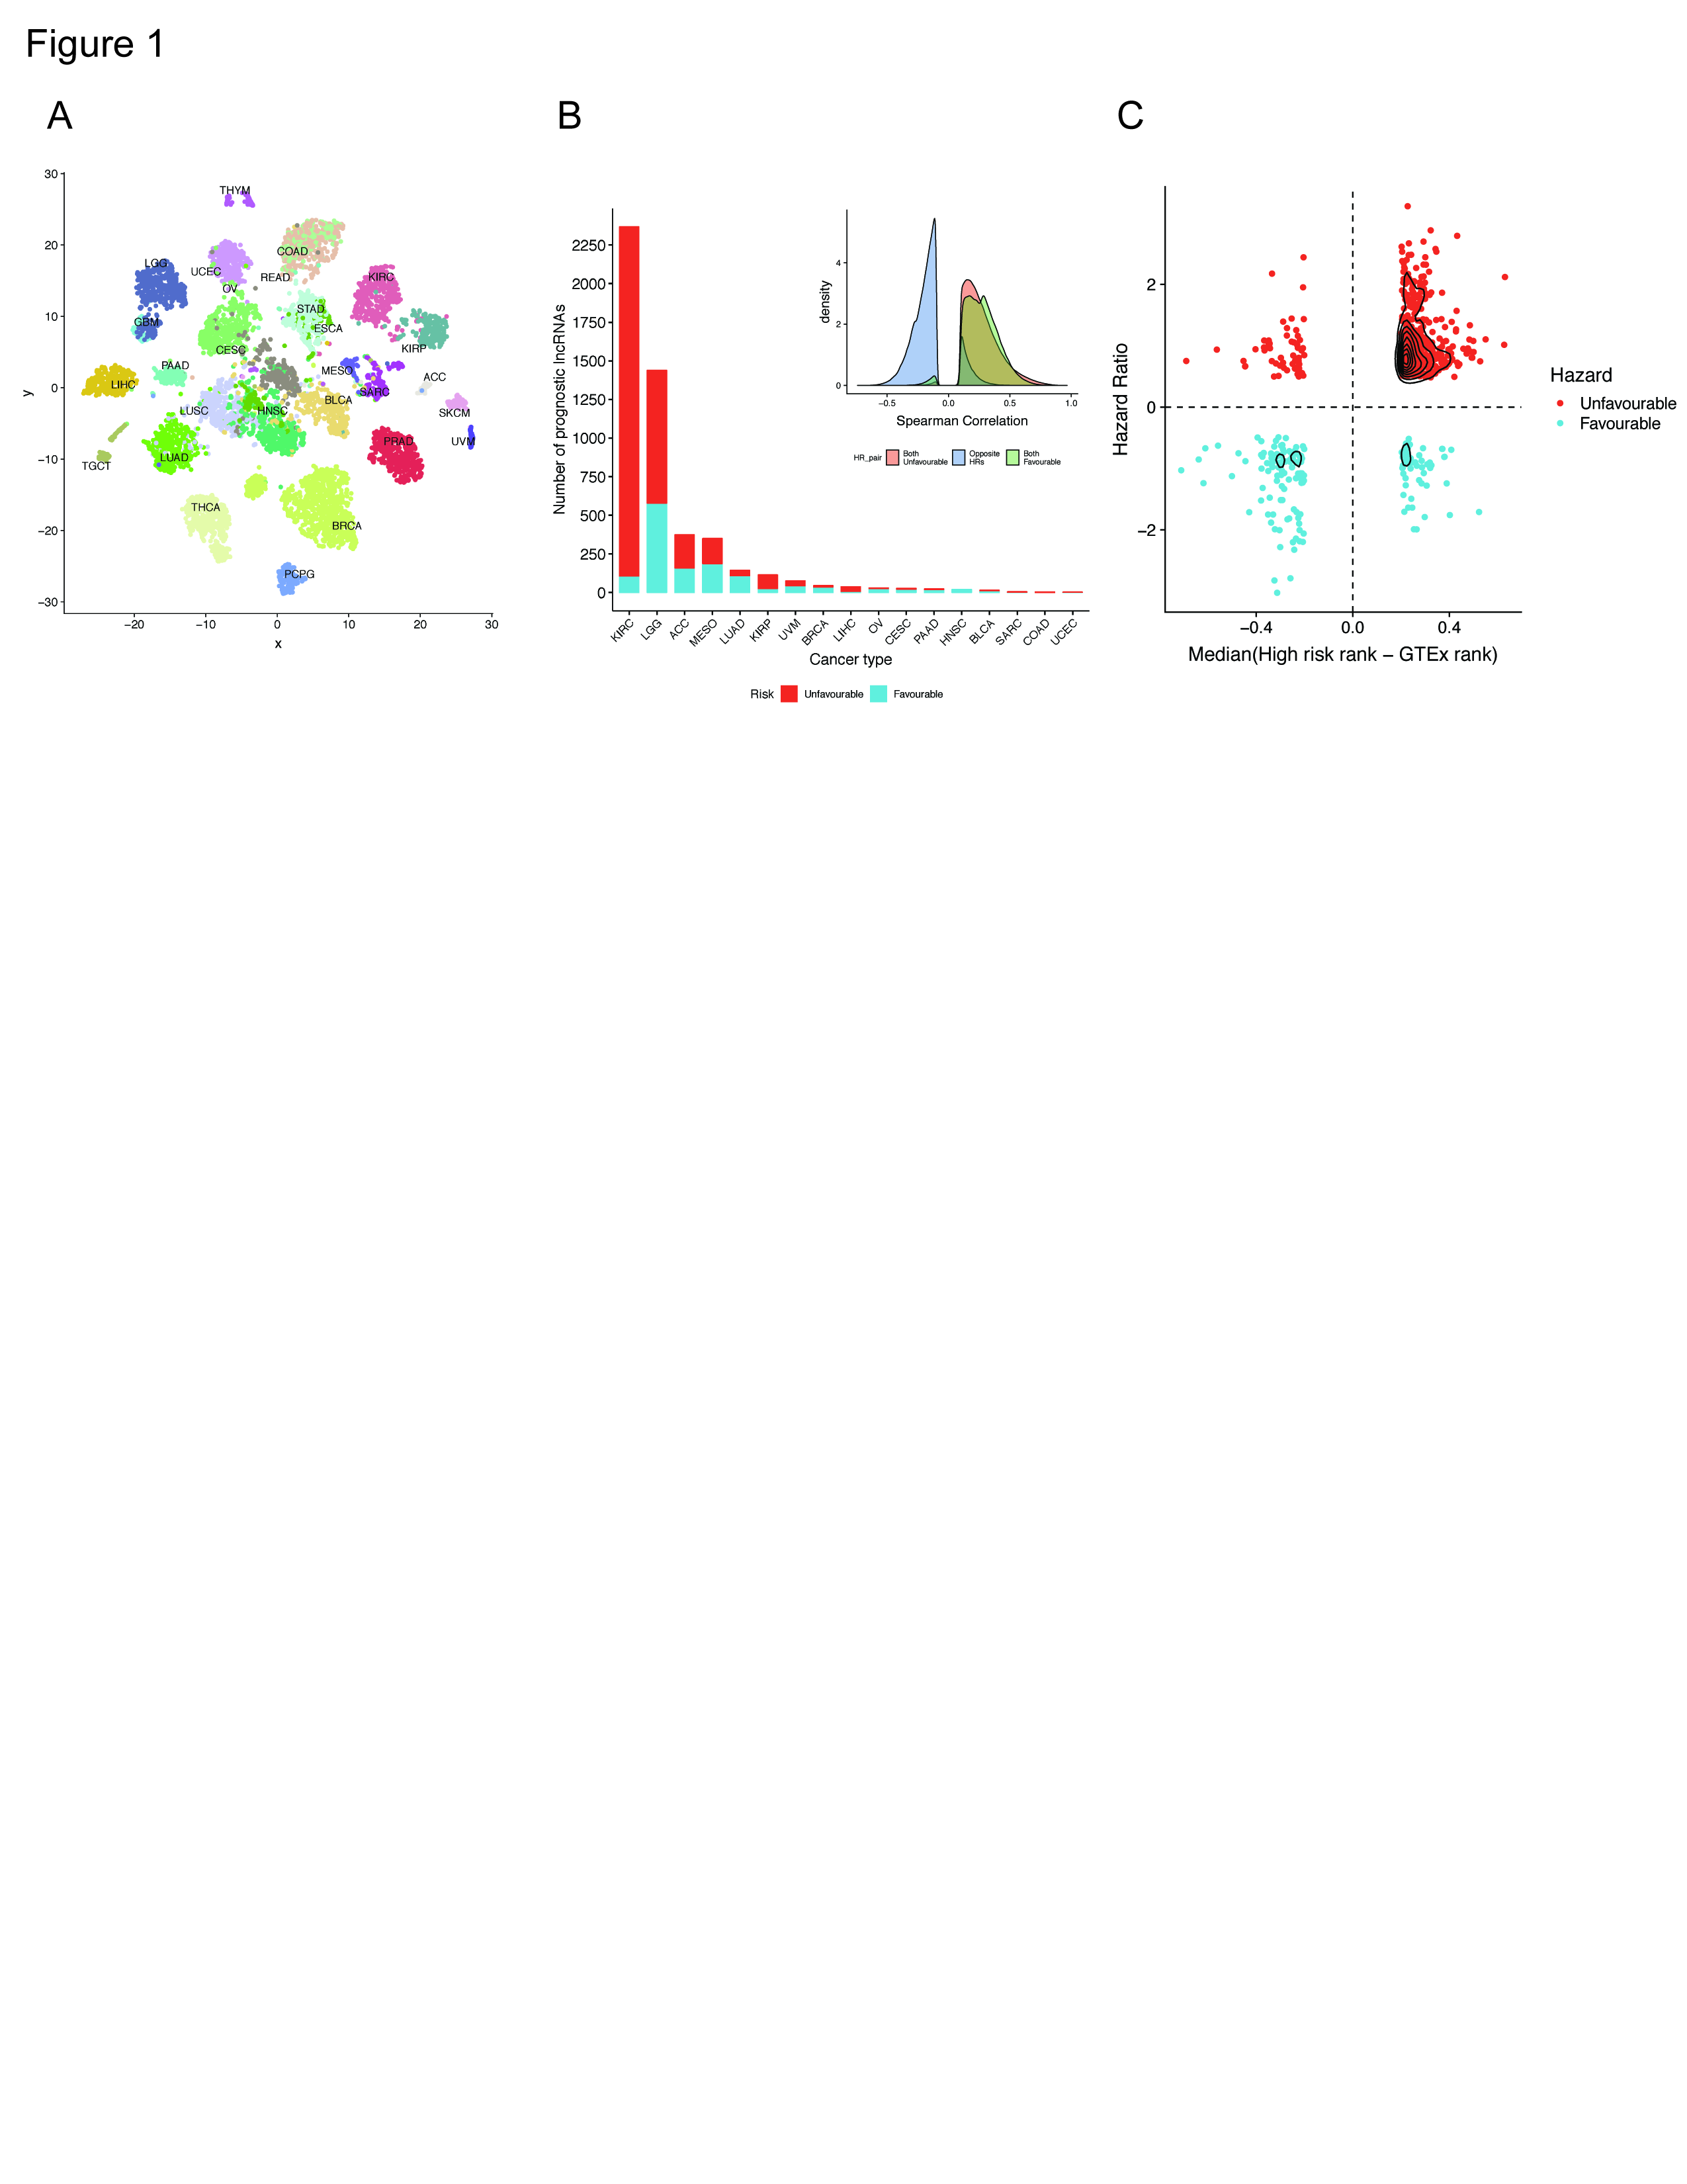 Figure 1
A
B
C
30
20
10
0
−10
−20
−30
y
−20
−10
0
10
20
30
x
THYM
COAD
LGG
UCEC
READ
KIRC
OV
STAD
GBM
ESCA
CESC
KIRP
PAAD
MESO
ACC
LIHC
SARC
BLCA
LUSC
HNSC
SKCM
UVM
PRAD
LUAD
TGCT
THCA
BRCA
PCPG
Number of prognostic lncRNAs
2250
2000
1750
1500
1250
1000
750
500
250
0
KIRC
LGG
ACC
MESO
LUAD
KIRP
UVM
BRCA
LIHC
OV
CESC
PAAD
HNSC
BLCA
SARC
COAD
UCEC
Cancer type
Risk
Unfavourable
Favourable
density
4
2
0
−0.5
0.0
0.5
1.0
Spearman Correlation
HR_pair
Both
Unfavourable
Opposite
HRs
Both
Favourable
Hazard Ratio
2
0
−2
−0.4
0.0
0.4
Median(High risk rank − GTEx rank)
Hazard
Unfavourable
Favourable